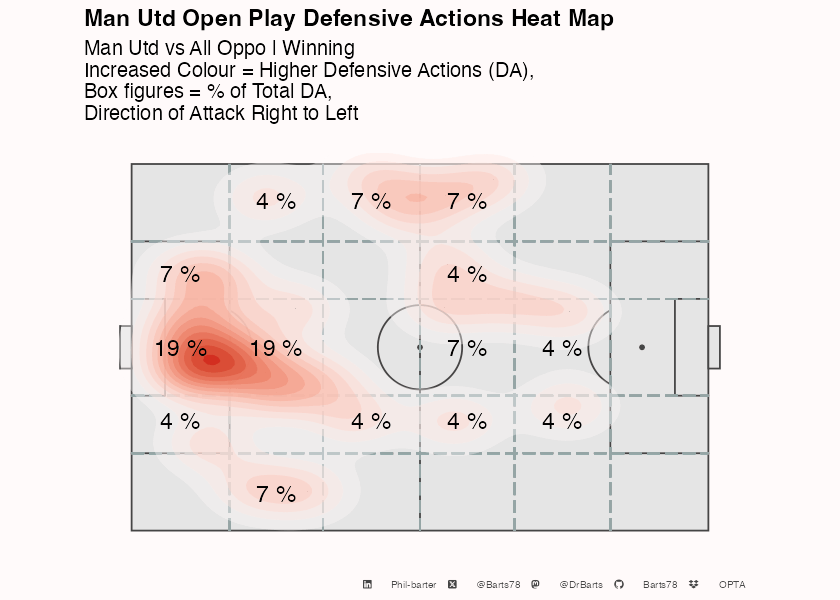 Man Utd Open Play Defensive Actions Heat Map
Man Utd vs All Oppo | Winning
Increased Colour = Higher Defensive Actions (DA),
Box figures = % of Total DA,
Direction of Attack Right to Left
4 % 7 % 7 %
7 % 4 %
19 % 19 % 7 % 4 %
4 % 4 % 4 % 4 %
7 %
Phil-barter @Barts78 @DrBarts Barts78 OPTA